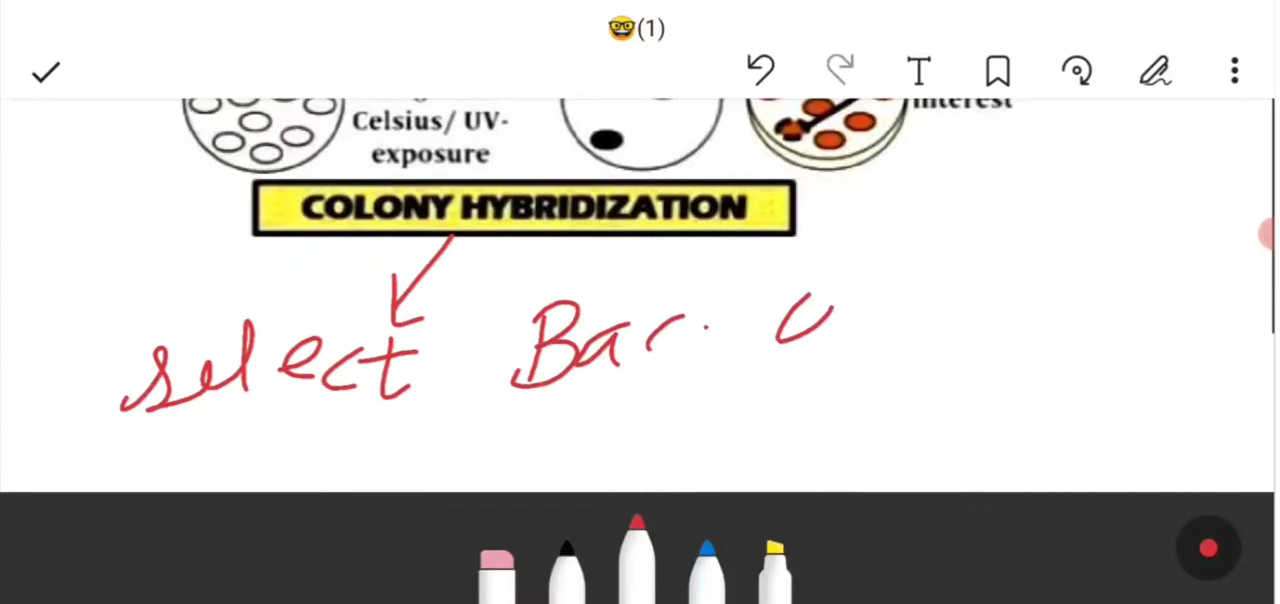 🤓(1)
Celsius/ UV-
exposure
interest
COLONY HYBRIDIZATION
select Bac. c